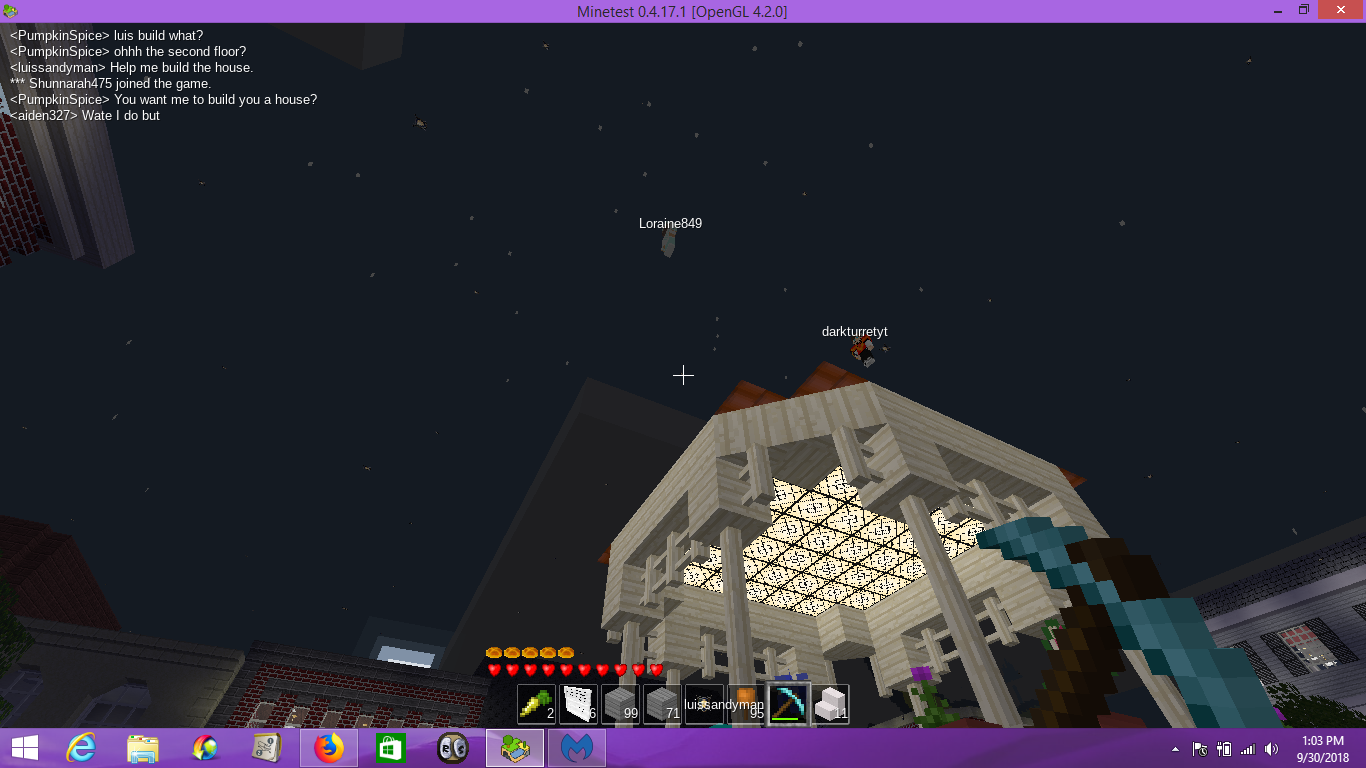 Minetest 0.4.17.1 [OpenGL 4.2.0]
<PumpkinSpice> luis build what?
<PumpkinSpice> ohhh the second floor?
<luissandyman> Help me build the house.
*** Shunnarah475 joined the game.
<PumpkinSpice> You want me to build you a house?
<aiden327> Wate I do but
Loraine849
darkturretyt
luissandyman
2 6 99 71 95 11
1:03 PM
9/30/2018